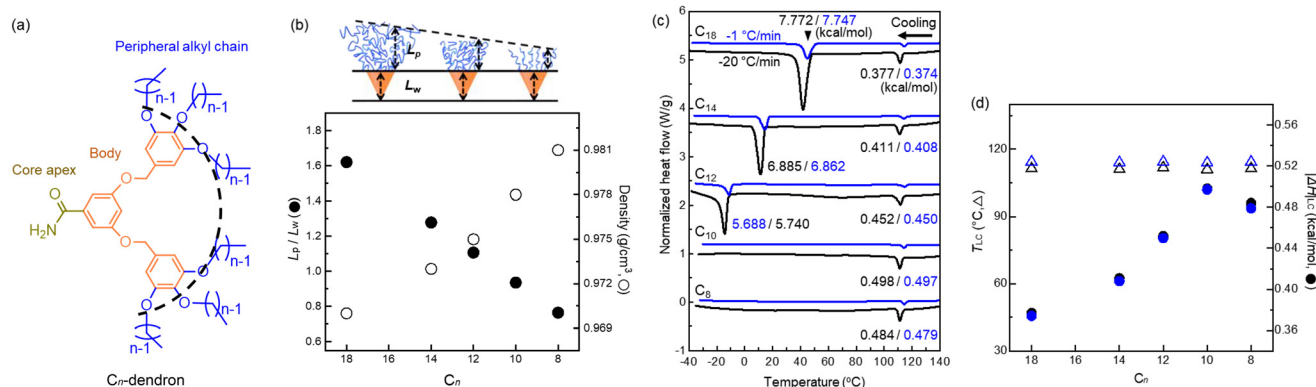 (a)
Peripheral alkyl chain
n-1
n-1
O
O
Body
O
n-1
Core apex
O
O
H₂N
O
O
n-1
O
O
n-1
n-1
Cn-dendron
(b)
Lp
Lw
Lp / Lw (●)
1.8
1.6
1.4
1.2
1.0
0.8
0.6
0.981
0.978
0.975
0.972
0.969
Density (g/cm³, ○)
18 16 14 12 10 8
Cn
(c)
Normalized heat flow (W/g)
6
5
4
3
2
1
0
-1
7.772 / 7.747
(kcal/mol)
Cooling
C18
-1 °C/min
-20 °C/min
0.377 / 0.374
(kcal/mol)
C14
0.411 / 0.408
6.885 / 6.862
C12
5.688 / 5.740
0.452 / 0.450
C10
0.498 / 0.497
C8
0.484 / 0.479
-40 -20 0 20 40 60 80 100 120 140
Temperature (°C)
(d)
TLC (°C, △)
120
90
60
30
0.56
0.52
0.48
0.44
0.40
0.36
|ΔH|LC (kcal/mol, ●)
18 16 14 12 10 8
Cn